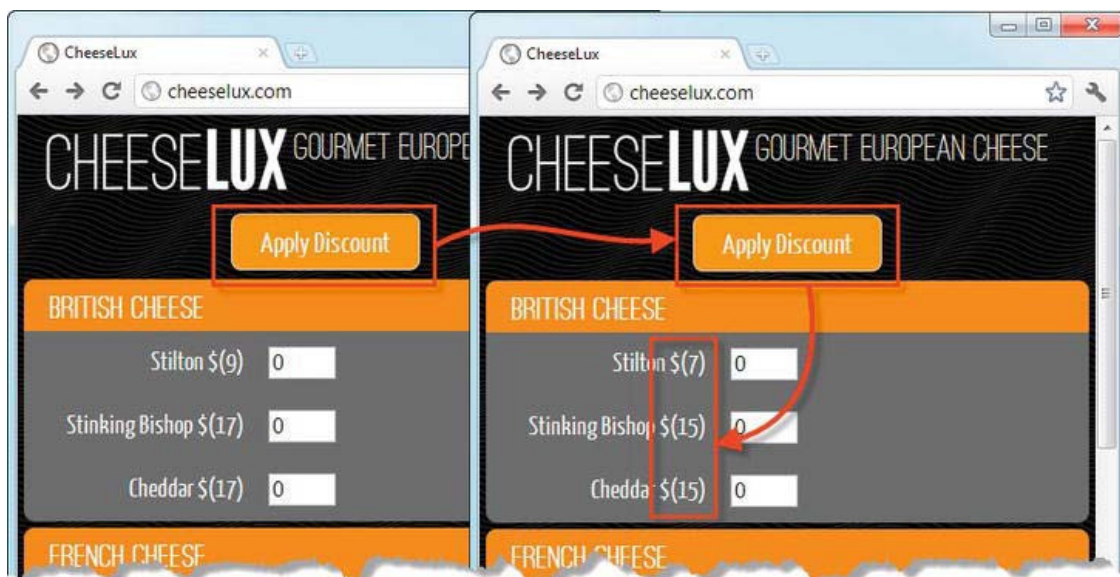 CheeseLux
cheeselux.com
CHEESELUX GOURMET EUROPE
Apply Discount
BRITISH CHEESE
Stilton $(9) 0
Stinking Bishop $(17) 0
Cheddar $(17) 0
FRENCH CHEESE
CheeseLux
cheeselux.com
CHEESELUX GOURMET EUROPEAN CHEESE
Apply Discount
BRITISH CHEESE
Stilton $(7) 0
Stinking Bishop $(15) 0
Cheddar $(15) 0
FRENCH CHEESE